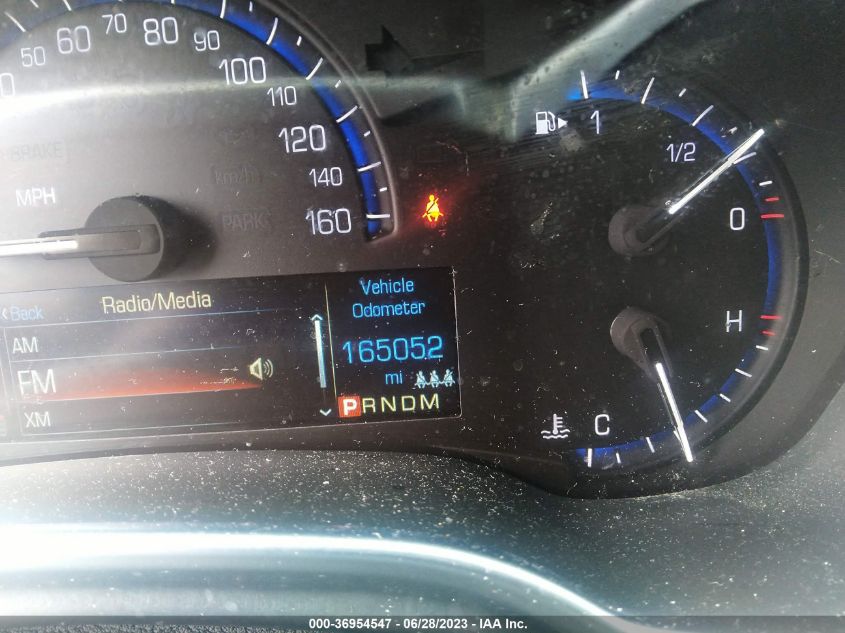 50 60 70 80 90 100 110 120 140 160
BRAKE
MPH
km/h
PARK
1
1/2
0
H
C
< Back
Radio/Media
AM
FM
XM
Vehicle
Odometer
165052
mi
PRNDM
000-36954547 / 06/28/2023 - IAA Inc.